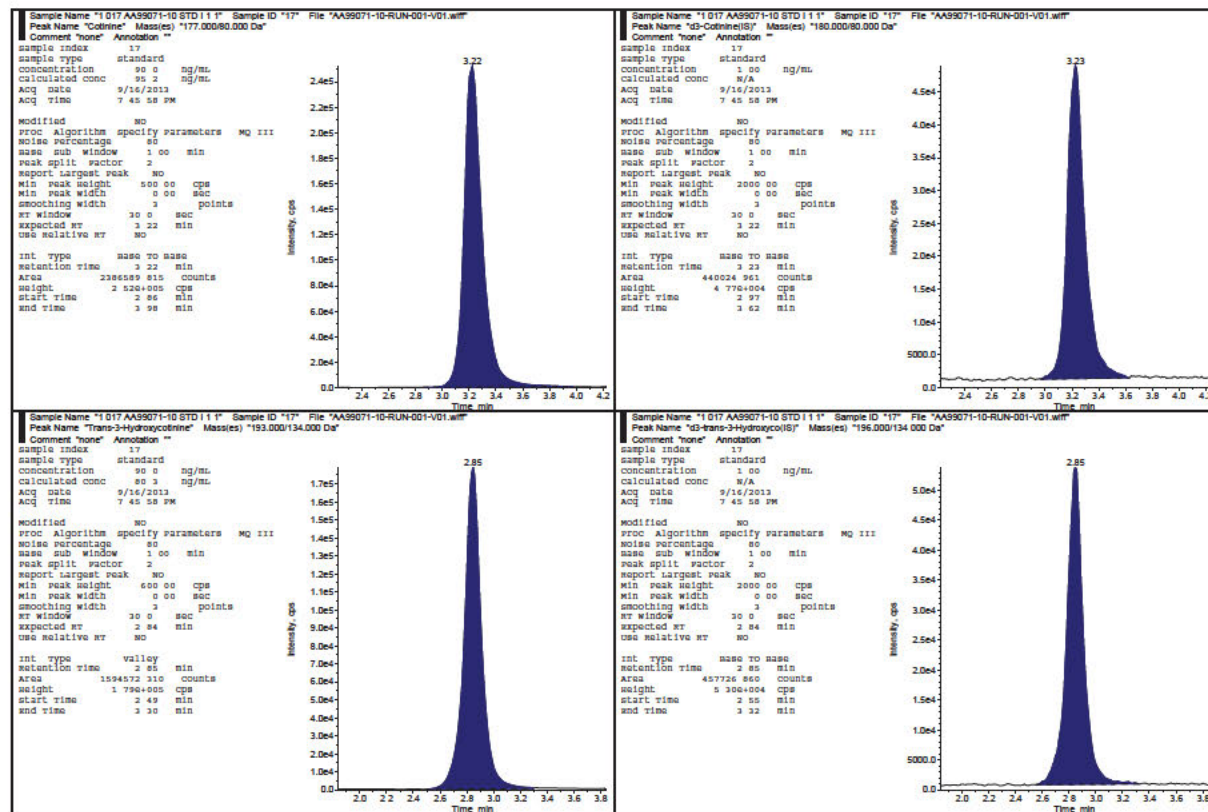 Sample Name "1 017 AA99071-10 STD I 1 1" Sample ID "17" File "AA99071-10-RUN-001-V01.wiff"
Peak Name "Cotinine" Mass(es) "177.000/80.000 Da"
Comment "none" Annotation ""
Sample Index 17
Sample Type standard
Concentration 90 0 ng/mL
Calculated Conc 95 2 ng/mL
Acq Date 9/16/2013
Acq Time 7 45 58 PM
Modified NO
Proc Algorithm Specify Parameters MQ III
Noise Percentage 80
Base Sub Window 1 00 min
Peak Split Factor 2
Report Largest Peak NO
Min Peak Height 500 00 cps
Min Peak Width 0 00 sec
Smoothing Width 3 points
RT Window 30 0 sec
Expected RT 3 22 min
Use Relative RT NO
Int Type Base To Base
Retention Time 3 22 min
Area 2386589 815 counts
Height 2 52e+005 cps
Start Time 2 86 min
End Time 3 98 min
3.22
Intensity, cps
2.4e5
2.2e5
2.0e5
1.8e5
1.6e5
1.4e5
1.2e5
1.0e5
8.0e4
6.0e4
4.0e4
2.0e4
0.0
2.4 2.6 2.8 3.0 3.2 3.4 3.6 3.8 4.0 4.2
Time min
Sample Name "1 017 AA99071-10 STD I 1 1" Sample ID "17" File "AA99071-10-RUN-001-V01.wiff"
Peak Name "d3-Cotinine(IS)" Mass(es) "180.000/80.000 Da"
Comment "none" Annotation ""
Sample Index 17
Sample Type standard
Concentration 1 00 ng/mL
Calculated Conc N/A
Acq Date 9/16/2013
Acq Time 7 45 58 PM
Modified NO
Proc Algorithm Specify Parameters MQ III
Noise Percentage 80
Base Sub Window 1 00 min
Peak Split Factor 2
Report Largest Peak NO
Min Peak Height 2000 00 cps
Min Peak Width 0 00 sec
Smoothing Width 3 points
RT Window 30 0 sec
Expected RT 3 22 min
Use Relative RT NO
Int Type Base To Base
Retention Time 3 23 min
Area 440024 961 counts
Height 4 77e+004 cps
Start Time 2 97 min
End Time 3 62 min
3.23
Intensity, cps
4.5e4
4.0e4
3.5e4
3.0e4
2.5e4
2.0e4
1.5e4
1.0e4
5000.0
0.0
2.4 2.6 2.8 3.0 3.2 3.4 3.6 3.8 4.0 4.2
Time min
Sample Name "1 017 AA99071-10 STD I 1 1" Sample ID "17" File "AA99071-10-RUN-001-V01.wiff"
Peak Name "Trans-3-Hydroxycotinine" Mass(es) "193.000/134.000 Da"
Comment "none" Annotation ""
Sample Index 17
Sample Type standard
Concentration 90 0 ng/mL
Calculated Conc 80 3 ng/mL
Acq Date 9/16/2013
Acq Time 7 45 58 PM
Modified NO
Proc Algorithm Specify Parameters MQ III
Noise Percentage 80
Base Sub Window 1 00 min
Peak Split Factor 2
Report Largest Peak NO
Min Peak Height 600 00 cps
Min Peak Width 0 00 sec
Smoothing Width 3 points
RT Window 30 0 sec
Expected RT 2 84 min
Use Relative RT NO
Int Type Valley
Retention Time 2 85 min
Area 1594572 310 counts
Height 1 79e+005 cps
Start Time 2 49 min
End Time 3 30 min
2.85
Intensity, cps
1.7e5
1.6e5
1.5e5
1.4e5
1.3e5
1.2e5
1.1e5
1.0e5
9.0e4
8.0e4
7.0e4
6.0e4
5.0e4
4.0e4
3.0e4
2.0e4
1.0e4
0.0
2.0 2.2 2.4 2.6 2.8 3.0 3.2 3.4 3.6 3.8
Time min
Sample Name "1 017 AA99071-10 STD I 1 1" Sample ID "17" File "AA99071-10-RUN-001-V01.wiff"
Peak Name "d3-trans-3-Hydroxyco(IS)" Mass(es) "196.000/134 000 Da"
Comment "none" Annotation ""
Sample Index 17
Sample Type standard
Concentration 1 00 ng/mL
Calculated Conc N/A
Acq Date 9/16/2013
Acq Time 7 45 58 PM
Modified NO
Proc Algorithm Specify Parameters MQ III
Noise Percentage 80
Base Sub Window 1 00 min
Peak Split Factor 2
Report Largest Peak NO
Min Peak Height 2000 00 cps
Min Peak Width 0 00 sec
Smoothing Width 3 points
RT Window 30 0 sec
Expected RT 2 84 min
Use Relative RT NO
Int Type Base To Base
Retention Time 2 85 min
Area 457726 860 counts
Height 5 30e+004 cps
Start Time 2 55 min
End Time 3 32 min
2.85
Intensity, cps
5.0e4
4.5e4
4.0e4
3.5e4
3.0e4
2.5e4
2.0e4
1.5e4
1.0e4
5000.0
0.0
2.0 2.2 2.4 2.6 2.8 3.0 3.2 3.4 3.6 3.8
Time min